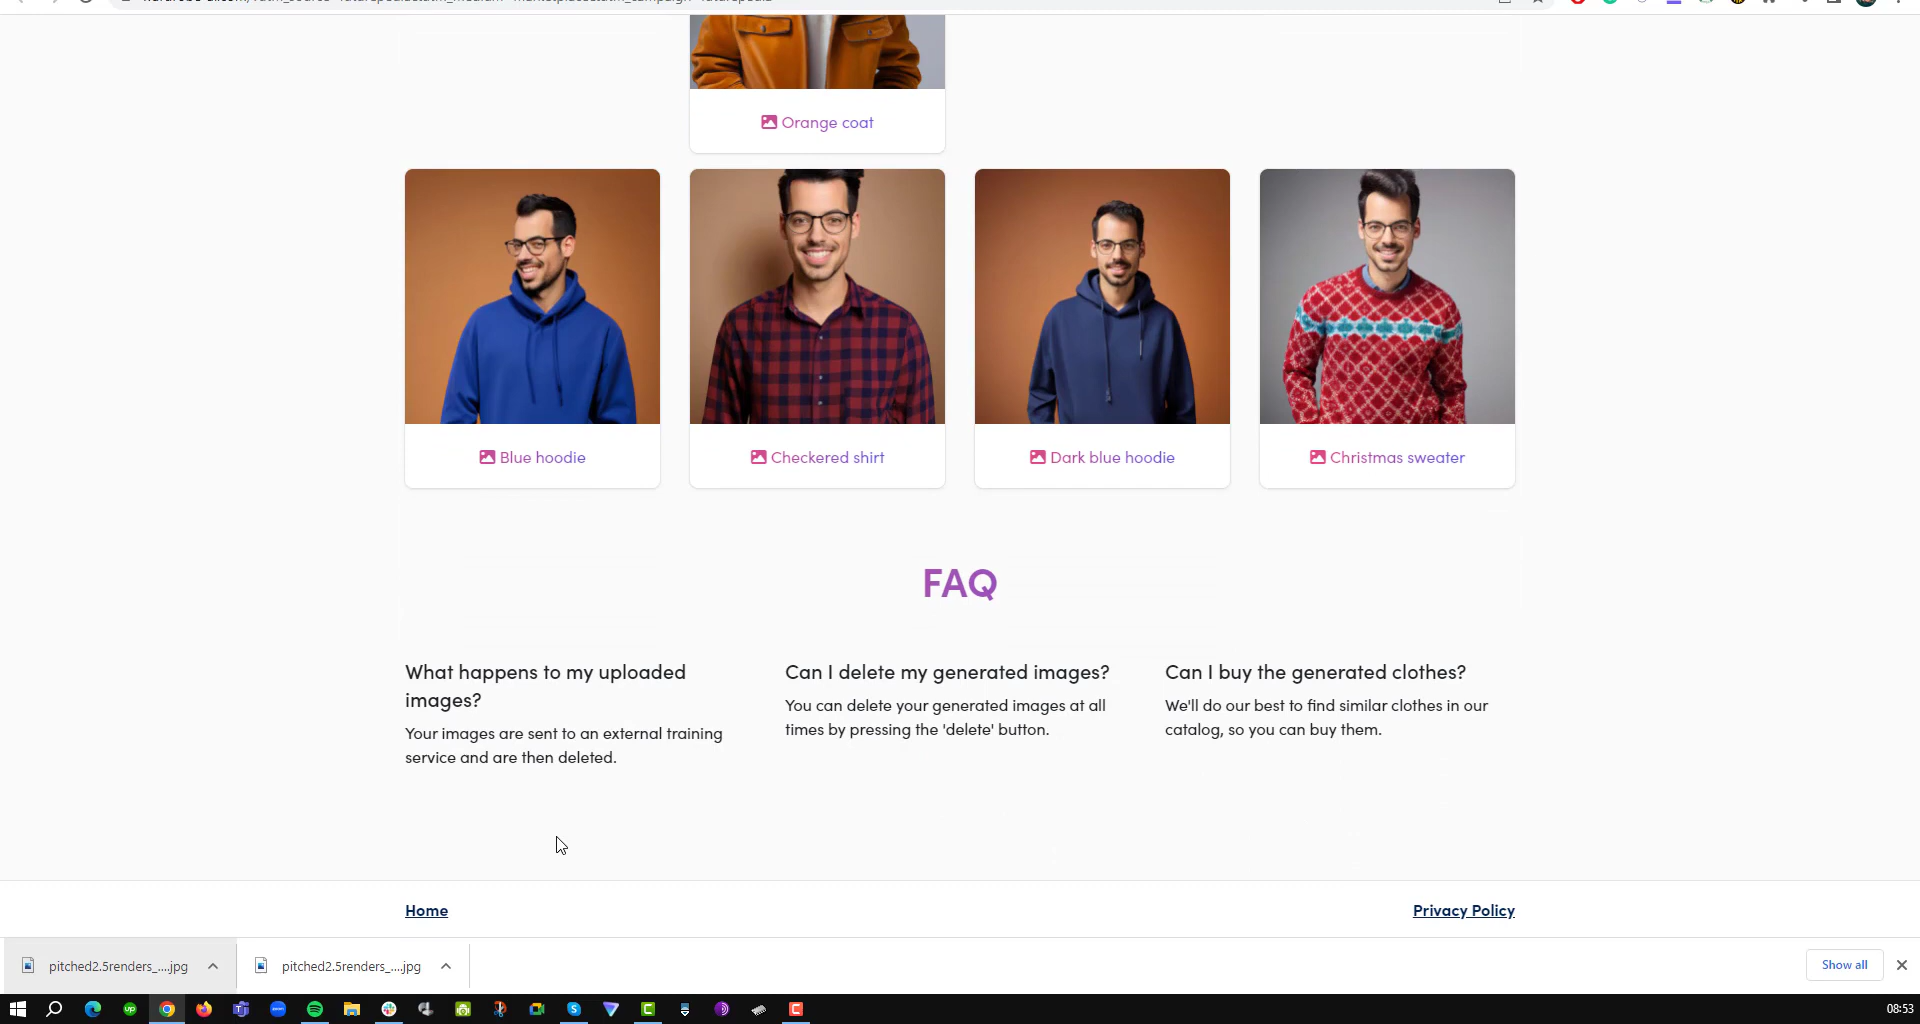 Orange coat
Blue hoodie
Checkered shirt
Dark blue hoodie
Christmas sweater
FAQ
What happens to my uploaded
images?
Your images are sent to an external training
service and are then deleted.
Can I delete my generated images?
You can delete your generated images at all
times by pressing the 'delete' button.
Can I buy the generated clothes?
We'll do our best to find similar clothes in our
catalog, so you can buy them.
Home
Privacy Policy
pitched2.5renders_....jpg
pitched2.5renders_....jpg
Show all
08:53